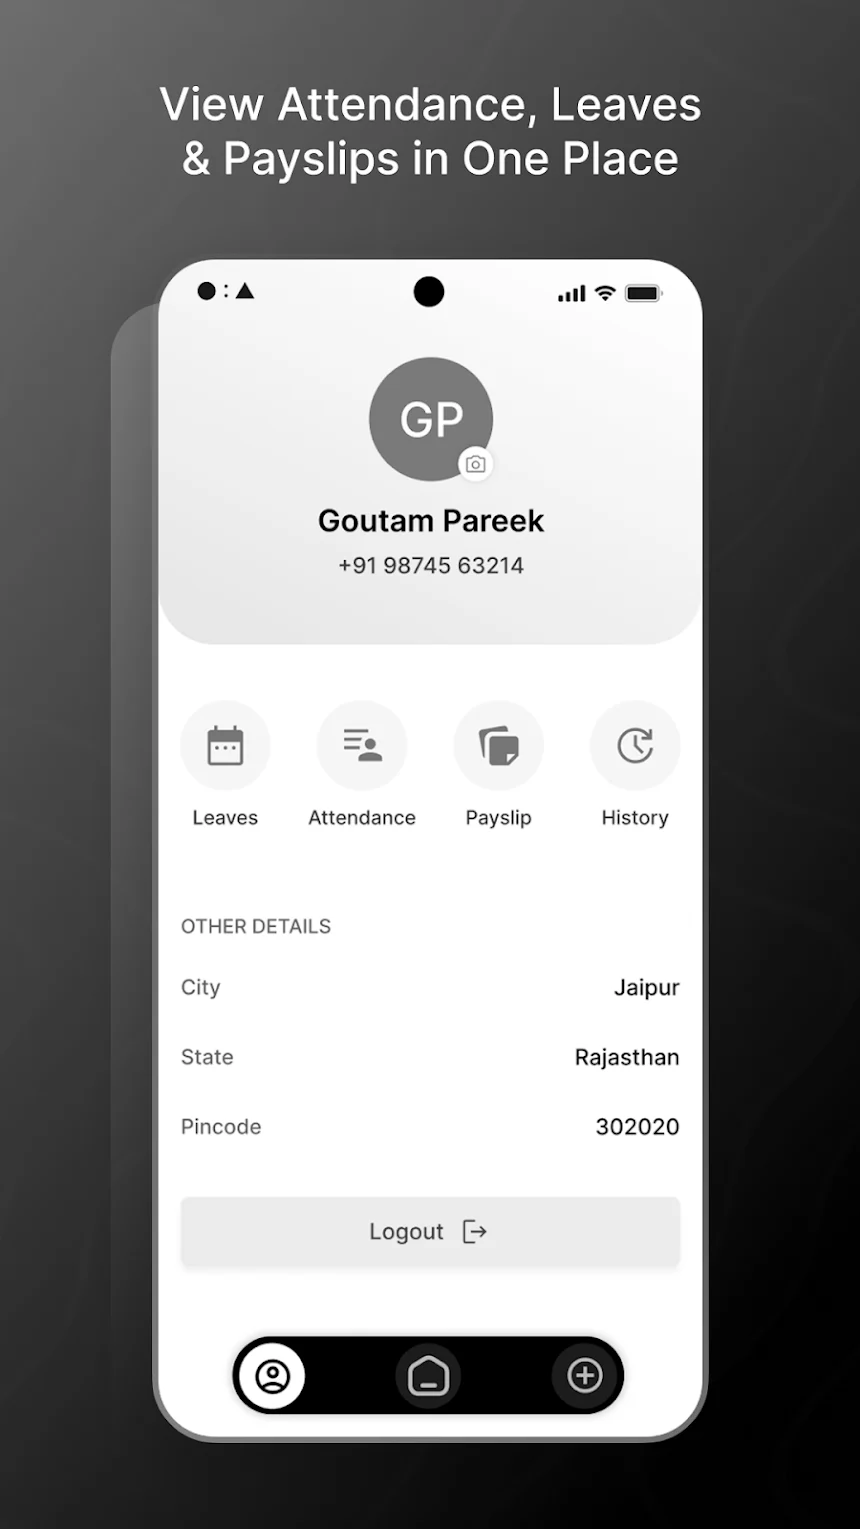 View Attendance, Leaves
& Payslips in One Place
GP
Goutam Pareek
+91 98745 63214
Leaves
Attendance
Payslip
History
OTHER DETAILS
City
Jaipur
State
Rajasthan
Pincode
302020
Logout